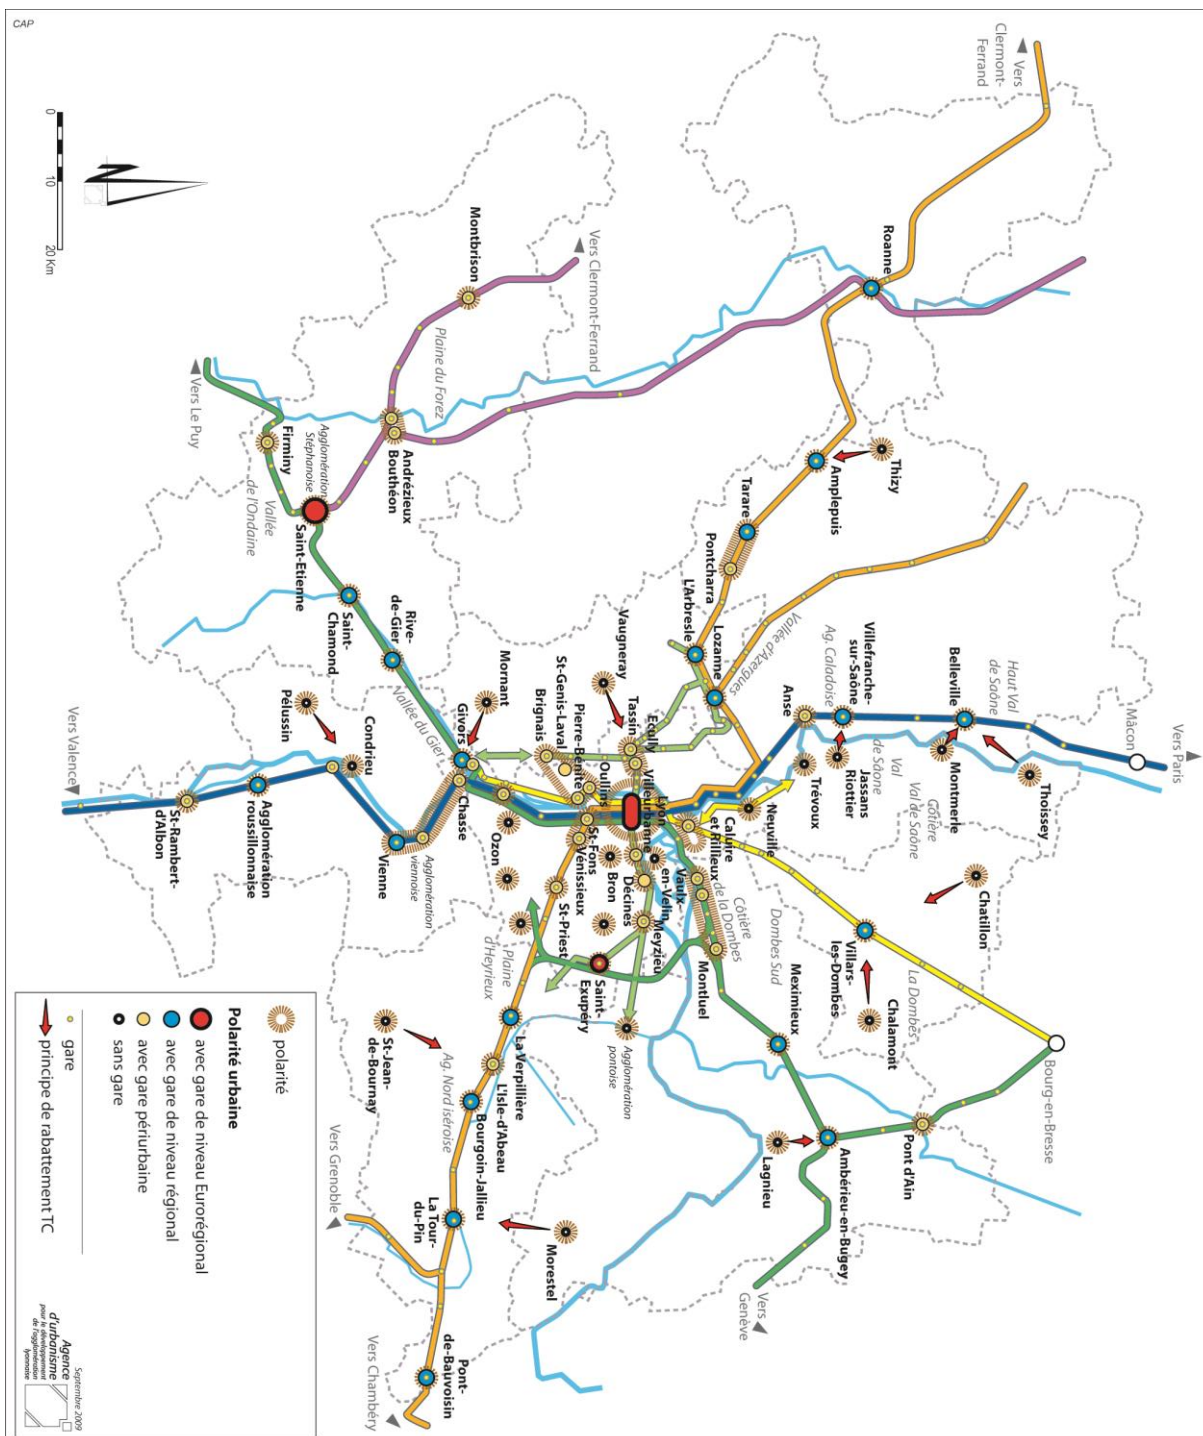 CAP
Vers
Clermont-
Ferrand
Vers Paris
Mâcon
Haut Val
de Saône
Thoissey
Belleville
Montmerle
Roanne
Thizy
Amplepuis
Villefranche-
sur-Saône
Ag. Caladoise
Jassans
Riottier
Val
de Saône
Gôtière
Val de Saône
Chatillon
Bourg-en-Bresse
Vallée d'Azergues
Anse
Trévoux
Tarare
Pontcharra
L'Arbresle
Lozanne
Neuville
Villars-
les-Dombes
La Dombes
Chalamont
Pont d'Ain
Dombes Sud
Meximieux
Ambérieu-en-Bugey
Lagnieu
Vers
Genève
Vers Clermont-Ferrand
Montbrison
Plaine du Forez
Andrézieux
Bouthéon
Vaugneray
Tassin
Ecully
Lyon
Villeurbanne
Caluire
et Rillieux
Côtière
de la Dombes
Vaulx-
en-Velin
Montluel
Décines
Meyzieu
Bron
Agglomération
pontoise
Saint-
Exupéry
Oullins
Pierre-Bénite
St-Genis-Laval
Brignais
St-Fons
Vénissieux
St-Priest
Mornant
Givors
Chasse
Ozon
Plaine
d'Heyrieux
La Verpillière
L'Isle-d'Abeau
Bourgoin-Jallieu
Ag. Nord iséroise
St-Jean-
de-Bournay
La Tour-
du-Pin
Morestel
Pont-
de-Bauvoisin
Vers Chambéry
Vers Grenoble
Vers Le Puy
Firminy
Vallée
de l'Ondaine
Agglomération
Stéphanoise
Saint-Etienne
Saint-
Chamond
Rive-
de-Gier
Vallée du Gier
Pélussin
Condrieu
Vienne
Agglomération
viennoise
Agglomération
roussillonnaise
St-Rambert-
d'Albon
Vers Valence
0 10 20 Km
N
polarité
Polarité urbaine
avec gare de niveau Eurorégional
avec gare de niveau régional
avec gare périurbaine
sans gare
gare
principe de rabattement TC
Septembre 2009
Agence
d'urbanisme
pour le développement
de l'agglomération
lyonnaise